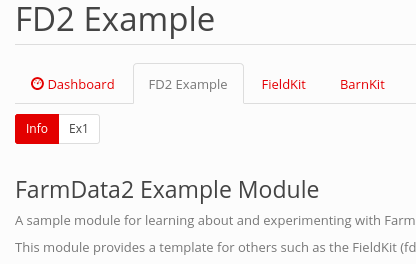 FD2 Example
Dashboard FD2 Example FieldKit BarnKit
Info Ex1
FarmData2 Example Module
A sample module for learning about and experimenting with Farm
This module provides a template for others such as the FieldKit (fd